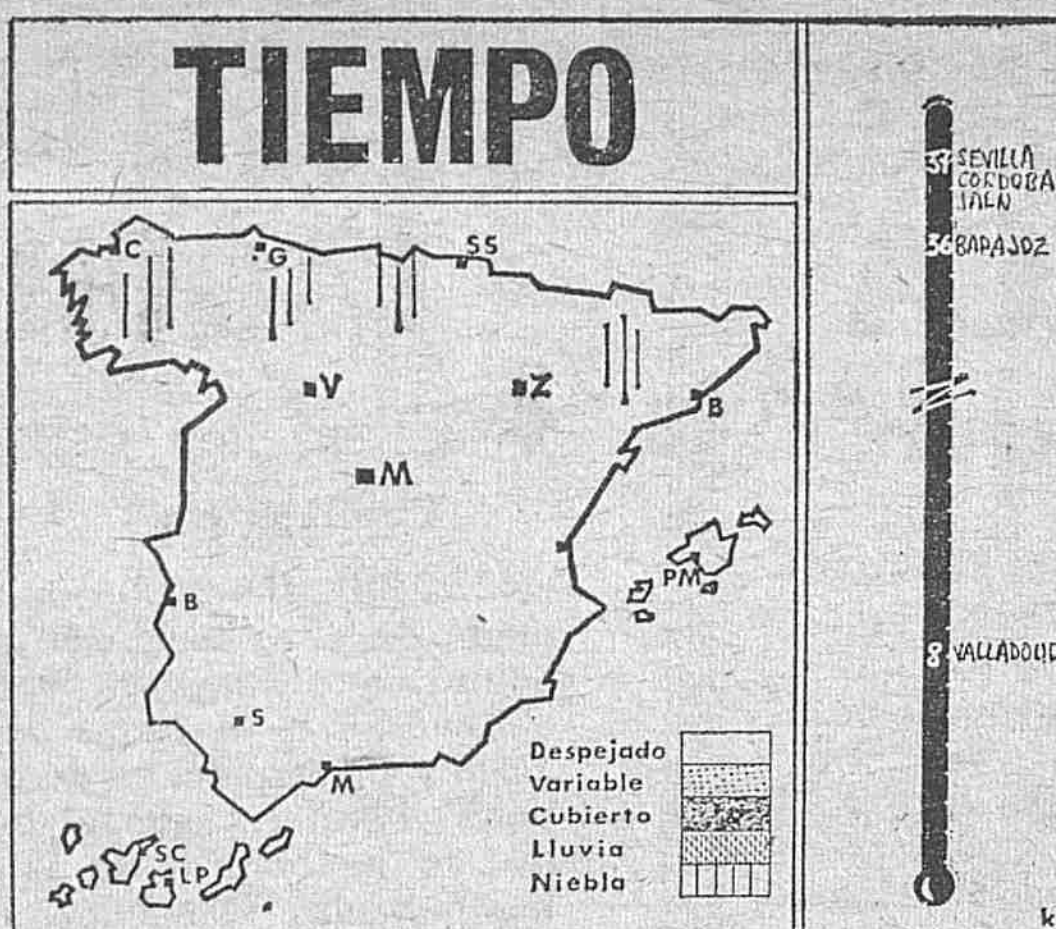 TIEMPO
C
G
SS
V
Z
B
M
PM
B
S
M
SC
LP
Despejado
Variable
Cubierto
Lluvia
Niebla
SEVILLA
CORDOBA
JAEN
36 BADAJOZ
8 VALLADOLID
k